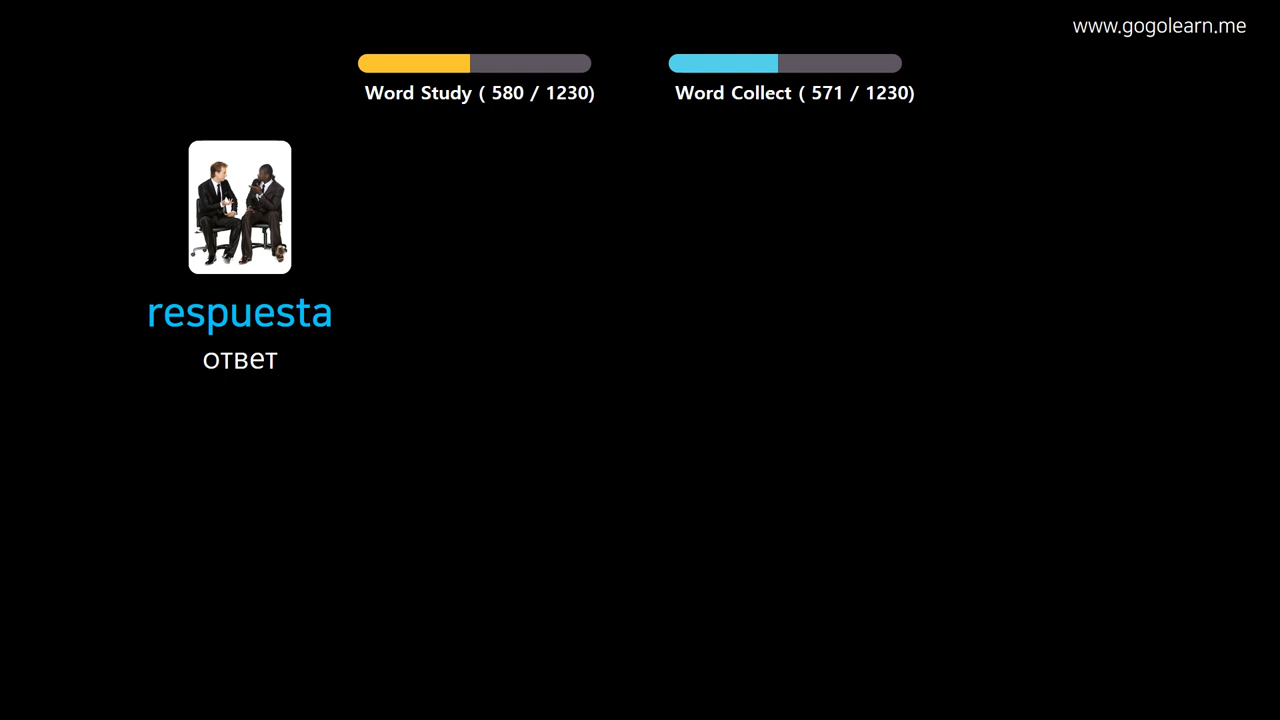 www.gogolearn.me
Word Study ( 580 / 1230)
Word Collect ( 571 / 1230)
respuesta
ответ